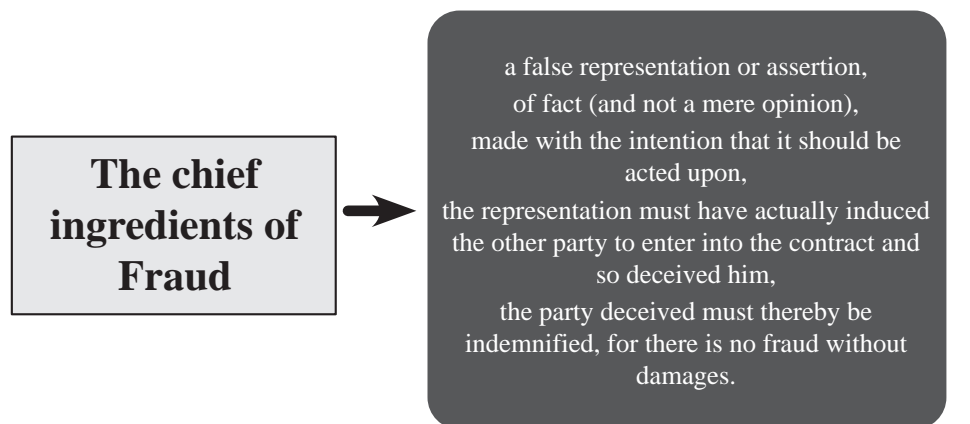 The chief
ingredients of
Fraud
a false representation or assertion,
of fact (and not a mere opinion),
made with the intention that it should be
acted upon,
the representation must have actually induced
the other party to enter into the contract and
so deceived him,
the party deceived must thereby be
indemnified, for there is no fraud without
damages.